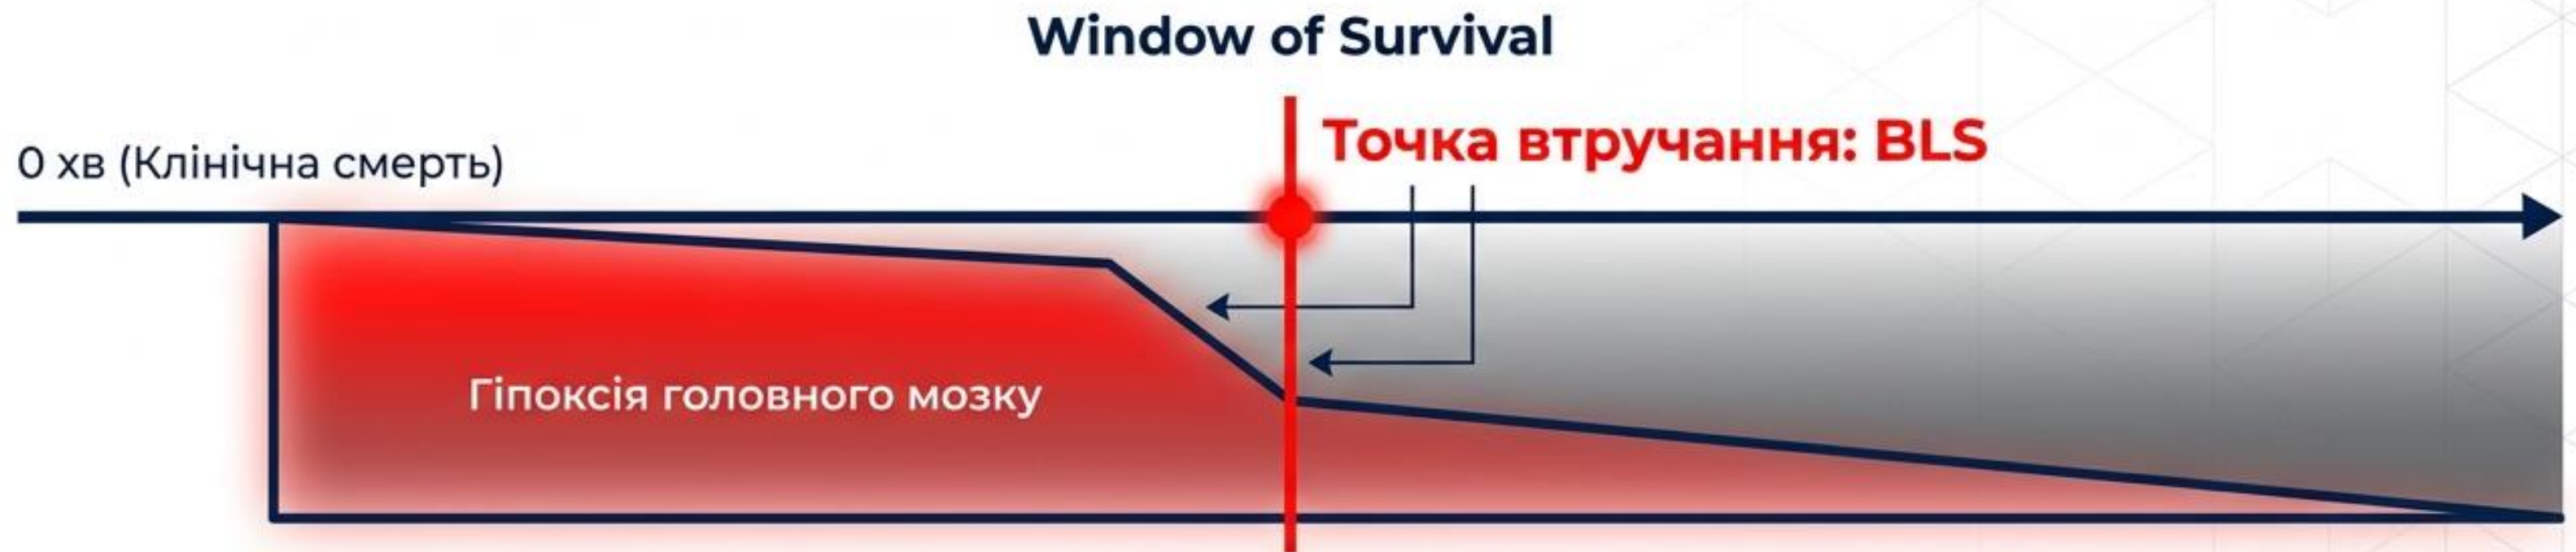 Window of Survival
0 хв (Клінічна смерть)
Точка втручання: BLS
Гіпоксія головного мозку